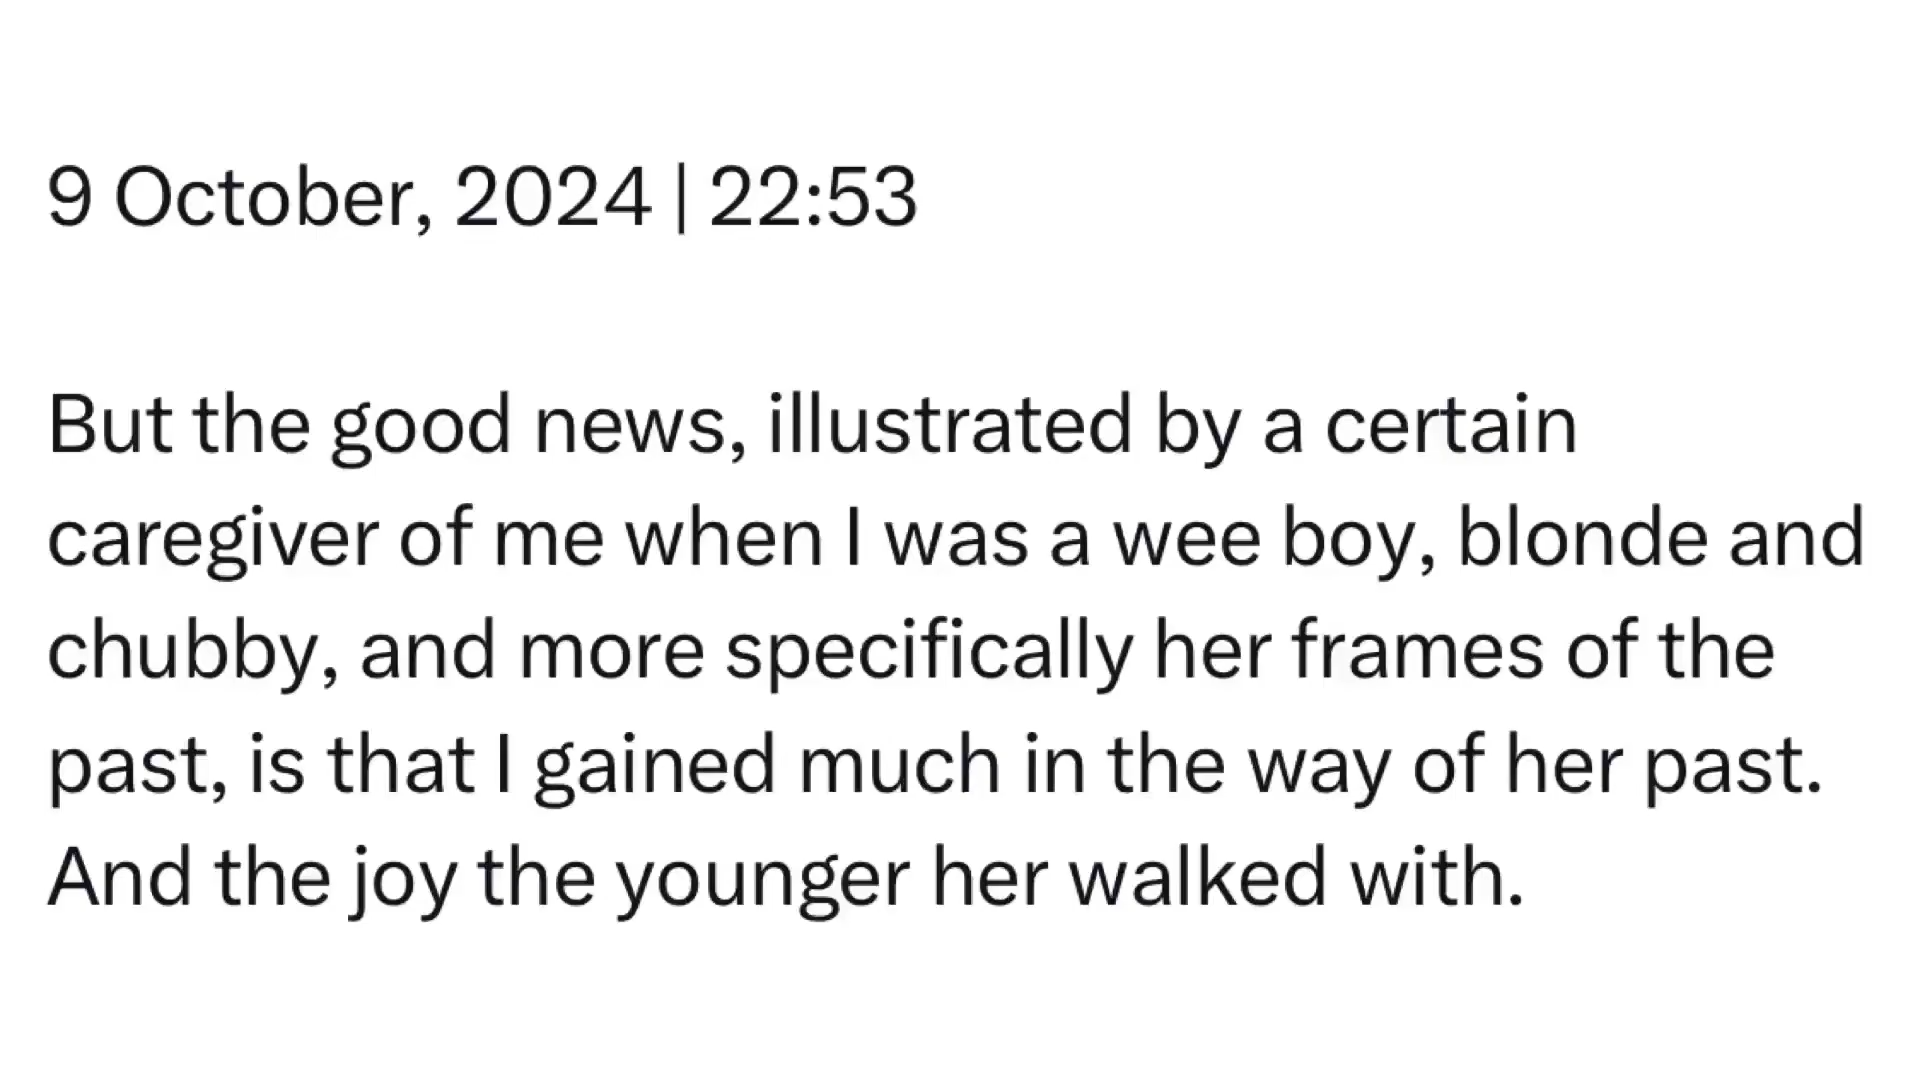 9 October, 2024 | 22:53
But the good news, illustrated by a certain
caregiver of me when I was a wee boy, blonde and
chubby, and more specifically her frames of the
past, is that I gained much in the way of her past.
And the joy the younger her walked with.